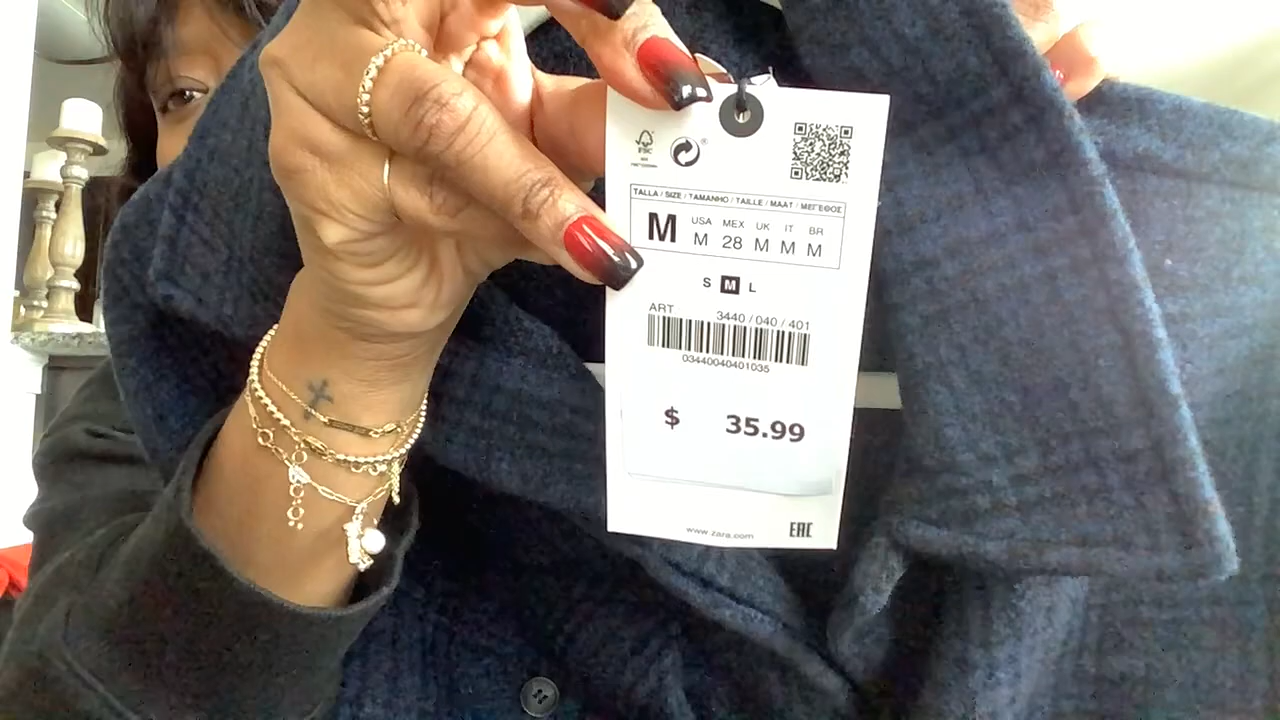 FSC
®
TALLA / SIZE / TAMANHO / TAILLE / MAAT / ΜΕΓΕΘΟΣ
M
USA MEX UK IT BR
M 28 M M M
S M L
ART 3440 / 040 / 401
03440040401035
$ 35.99
www.zara.com
EAC